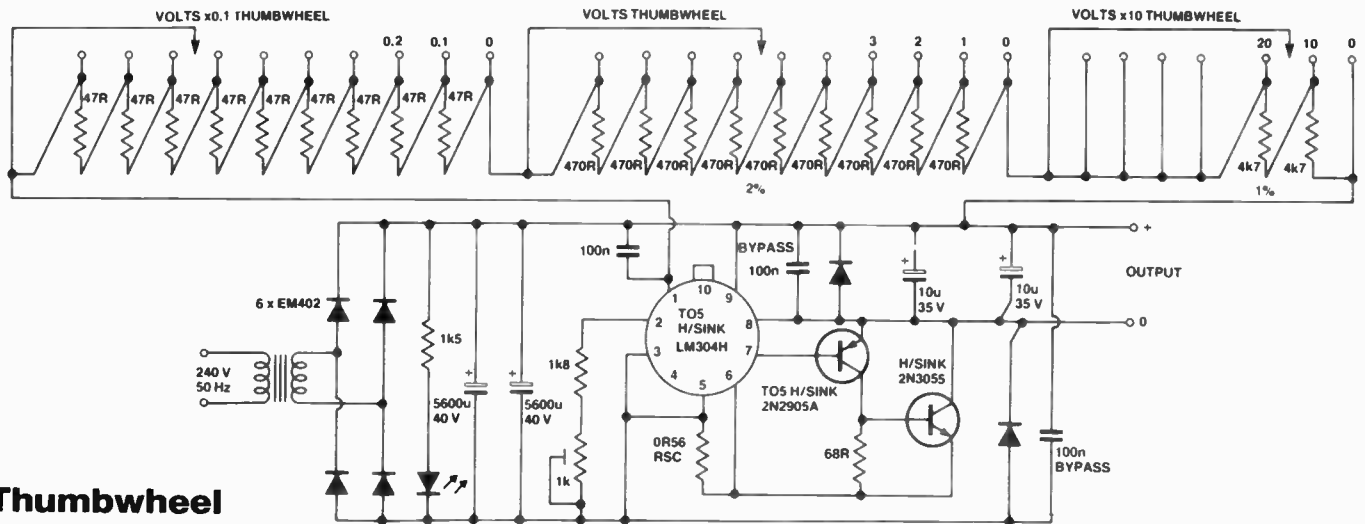 VOLTS x0.1 THUMBWHEEL
VOLTS THUMBWHEEL
VOLTS x10 THUMBWHEEL
0.2
0.1
0
3
2
1
0
20
10
0
47R
47R
47R
47R
47R
47R
47R
47R
47R
470R
470R
470R
470R
470R
470R
470R
470R
470R
4k7
4k7
2%
1%
100n
BYPASS
100n
+
OUTPUT
10u
35 V
10u
35 V
0
6 x EM402
1
10
9
2
TO5
H/SINK
8
3
LM304H
7
4
5
6
1k5
1k8
240 V
50 Hz
5600u
40 V
5600u
40 V
TO5 H/SINK
2N2905A
H/SINK
2N3055
0R56
RSC
68R
1k
100n
BYPASS
Thumbwheel